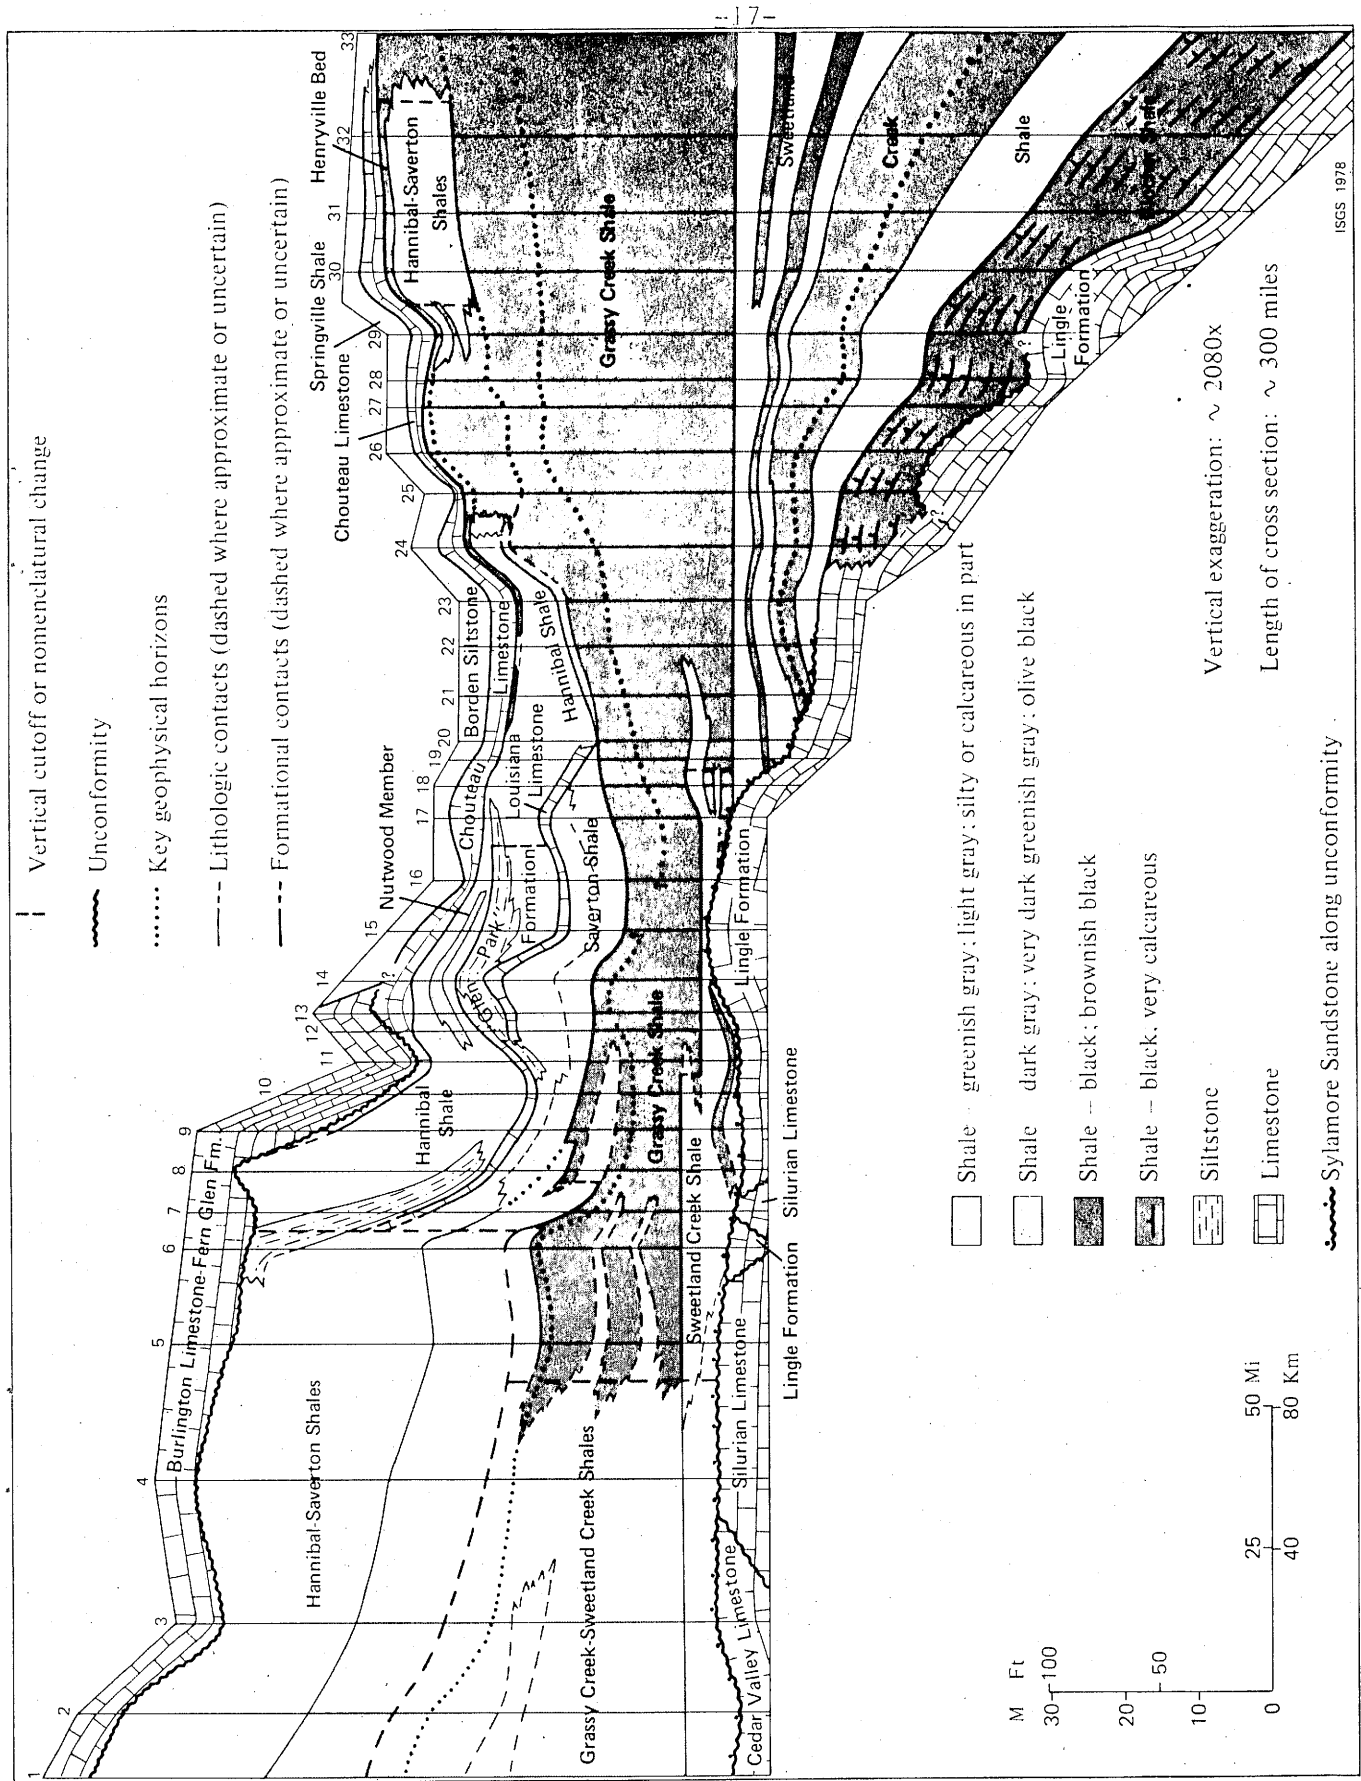 -17-
Vertical cutoff or nomenclatural change
Unconformity
Key geophysical horizons
Lithologic contacts (dashed where approximate or uncertain)
Formational contacts (dashed where approximate or uncertain)
1
2
3
4
5
6
7
8
9
10
11
12
13
14
15
16
17
18
19
20
21
22
23
24
25
26
27
28
29
30
31
32
33
Burlington Limestone-Fern Glen Fm.
Hannibal-Saverton Shales
Grassy Creek-Sweetland Creek Shales
Cedar Valley Limestone
Silurian Limestone
Lingle Formation
Silurian Limestone
Sweetland Creek Shale
Grassy Creek Shale
Hannibal
Shale
"Glen Park"
Formation
Nutwood Member
?
Chouteau
Limestone
Louisiana
Limestone
Saverton Shale
Lingle Formation
Borden Siltstone
Hannibal Shale
Chouteau Limestone
Springville Shale
Henryville Bed
Hannibal-Saverton
Shales
Grassy Creek Shale
Sweetland
Creek
Shale
Lingle
Formation
?
?
Shale
greenish gray; light gray; silty or calcareous in part
Shale
dark gray; very dark greenish gray; olive black
Shale – black; brownish black
Shale – black, very calcareous
Siltstone
Limestone
Sylamore Sandstone along unconformity
Vertical exaggeration: ~ 2080x
Length of cross section: ~ 300 miles
M
Ft
30
100
20
50
10
0
25
50 Mi
40
80 Km
ISGS 1978